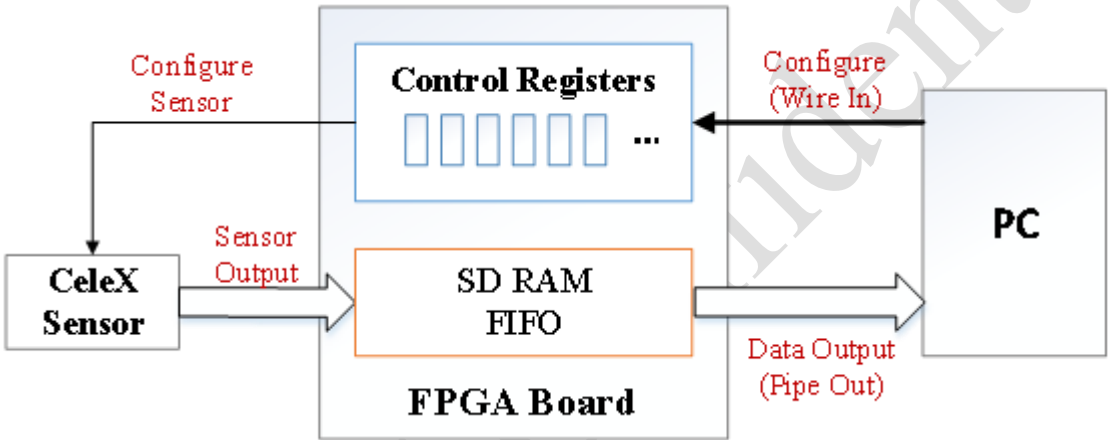 Configure
Sensor
Control Registers
...
Configure
(Wire In)
PC
Sensor
Output
CeleX
Sensor
SD RAM
FIFO
Data Output
(Pipe Out)
FPGA Board